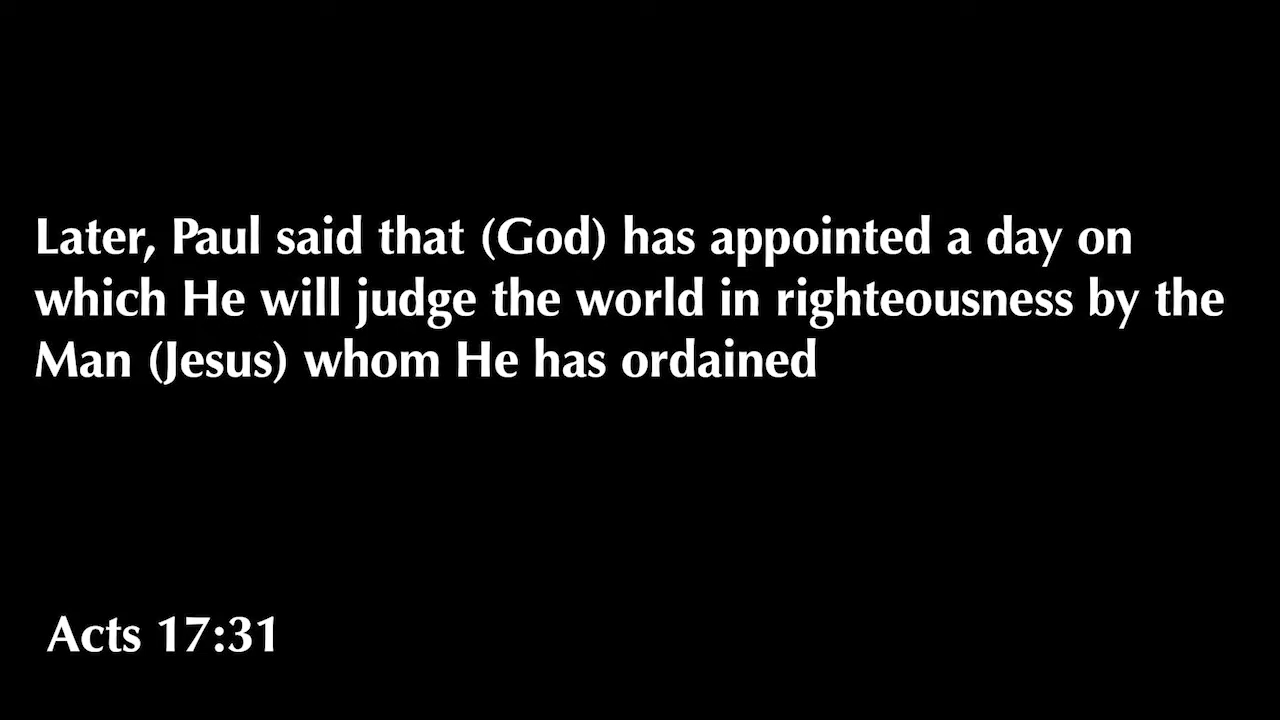 Later, Paul said that (God) has appointed a day on
which He will judge the world in righteousness by the
Man (Jesus) whom He has ordained
Acts 17:31